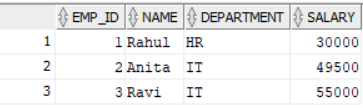 EMP_ID NAME DEPARTMENT SALARY
1 1 Rahul HR 30000
2 2 Anita IT 49500
3 3 Ravi IT 55000